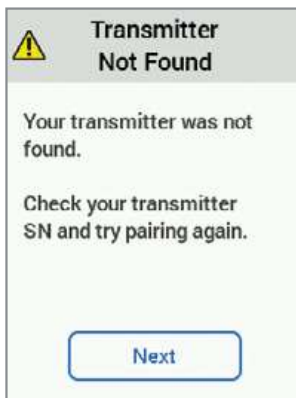 Transmitter
Not Found
Your transmitter was not
found.
Check your transmitter
SN and try pairing again.
Next